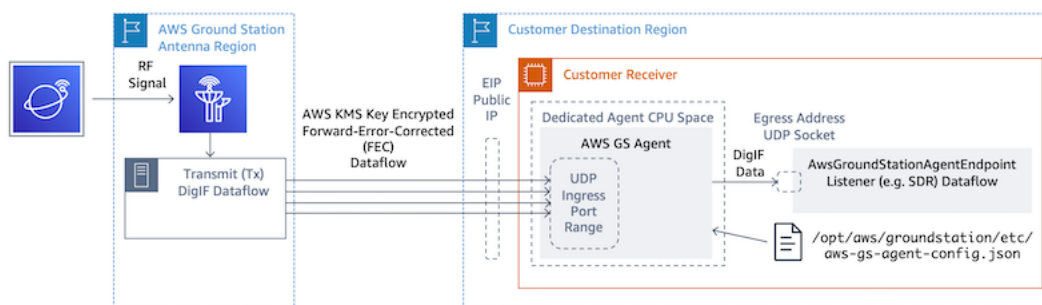 AWS Ground Station
Antenna Region
Customer Destination Region
RF
Signal
Customer Receiver
EIP
Public
IP
AWS KMS Key Encrypted
Forward-Error-Corrected
(FEC)
Dataflow
Dedicated Agent CPU Space
AWS GS Agent
Egress Address
UDP Socket
Transmit (Tx)
DigIF Dataflow
UDP
Ingress
Port
Range
DigIF
Data
AwsGroundStationAgentEndpoint
Listener (e.g. SDR) Dataflow
/opt/aws/groundstation/etc/
aws-gs-agent-config.json